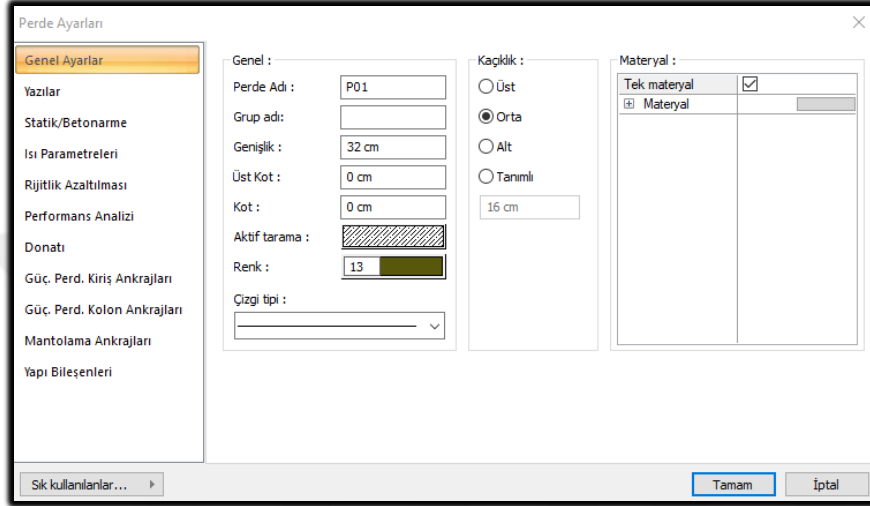 Perde Ayarları
Genel Ayarlar
Yazılar
Statik/Betonarme
Isı Parametreleri
Rijitlik Azaltılması
Performans Analizi
Donatı
Güç. Perd. Kiriş Ankrajları
Güç. Perd. Kolon Ankrajları
Mantolama Ankrajları
Yapı Bileşenleri
Genel :
Perde Adı : P01
Grup adı:
Genişlik : 32 cm
Üst Kot : 0 cm
Kot : 0 cm
Aktif tarama :
Renk : 13
Çizgi tipi :
Kaçıklık :
Üst
Orta
Alt
Tanımlı
16 cm
Materyal :
Tek materyal
Materyal
Sık kullanılanlar...
Tamam
İptal